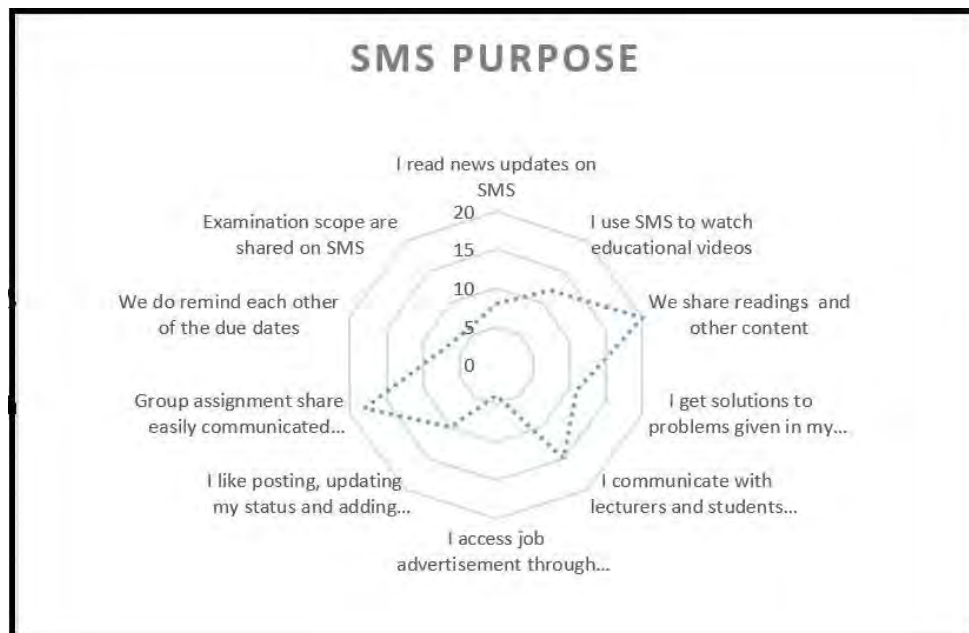 SMS PURPOSE
I read news updates on
SMS
I use SMS to watch
educational videos
We share readings and
other content
I get solutions to
problems given in my...
I communicate with
lecturers and students...
I access job
advertisement through...
I like posting, updating
my status and adding...
Group assignment share
easily communicated...
We do remind each other
of the due dates
Examination scope are
shared on SMS
20
15
10
5
0